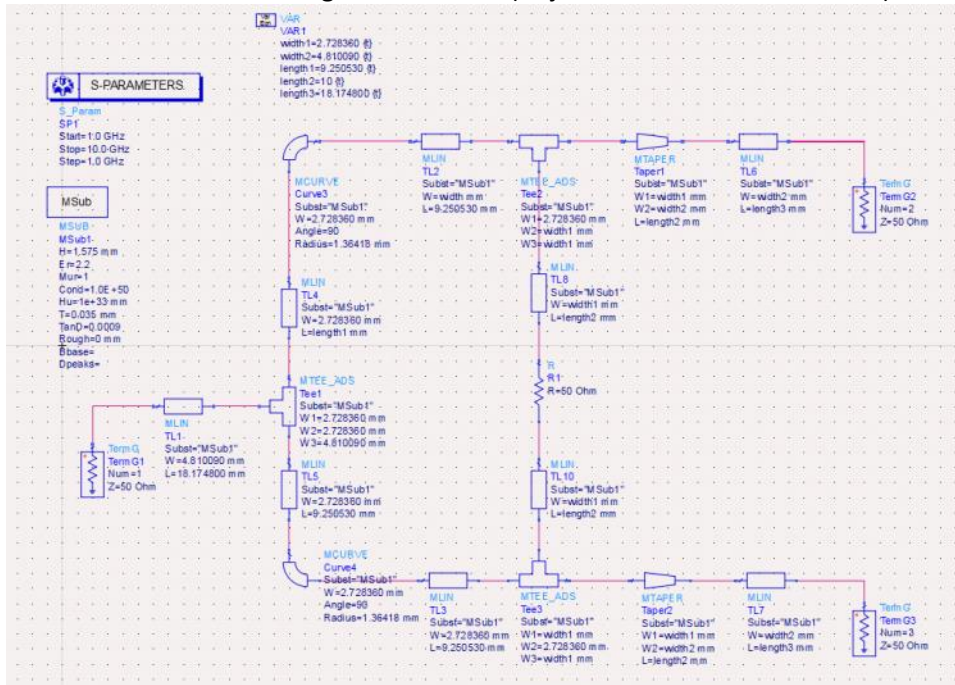 VAR
VAR1
width1=2.728360 {t}
width2=4.810090 {t}
length1=9.250530 {t}
length2=10 {t}
length3=18.174800 {t}
S-PARAMETERS
S_Param
SP1
Start=1.0 GHz
Stop=10.0 GHz
Step=1.0 GHz
MSub
MSUB
MSub1
H=1.575 mm
Er=2.2
Mur=1
Cond=1.0E+50
Hu=1e+33 mm
T=0.035 mm
TanD=0.0009
Rough=0 mm
Bbase=
Dpeaks=
MCURVE
Curve3
Subst="MSub1"
W=2.728360 mm
Angle=90
Radius=1.36418 mm
MLIN
TL2
Subst="MSub1"
W=width mm
L=9.250530 mm
MTEE_ADS
Tee2
Subst="MSub1"
W1=2.728360 mm
W2=width1 mm
W3=width1 mm
MTAPER
Taper1
Subst="MSub1"
W1=width1 mm
W2=width2 mm
L=length2 mm
MLIN
TL6
Subst="MSub1"
W=width2 mm
L=length3 mm
TermG
TermG2
Num=2
Z=50 Ohm
MLIN
TL4
Subst="MSub1"
W=2.728360 mm
L=length1 mm
MLIN
TL8
Subst="MSub1"
W=width1 mm
L=length2 mm
R
R1
R=50 Ohm
MTEE_ADS
Tee1
Subst="MSub1"
W1=2.728360 mm
W2=2.728360 mm
W3=4.810090 mm
MLIN
TL1
Subst="MSub1"
W=4.810090 mm
L=18.174800 mm
TermG
TermG1
Num=1
Z=50 Ohm
MLIN
TL5
Subst="MSub1"
W=2.728360 mm
L=9.250530 mm
MLIN
TL10
Subst="MSub1"
W=width1 mm
L=length2 mm
MCURVE
Curve4
Subst="MSub1"
W=2.728360 mm
Angle=90
Radius=1.36418 mm
MLIN
TL3
Subst="MSub1"
W=2.728360 mm
L=9.250530 mm
MTEE_ADS
Tee3
Subst="MSub1"
W1=width1 mm
W2=2.728360 mm
W3=width1 mm
MTAPER
Taper2
Subst="MSub1"
W1=width1 mm
W2=width2 mm
L=length2 mm
MLIN
TL7
Subst="MSub1"
W=width2 mm
L=length3 mm
TermG
TermG3
Num=3
Z=50 Ohm